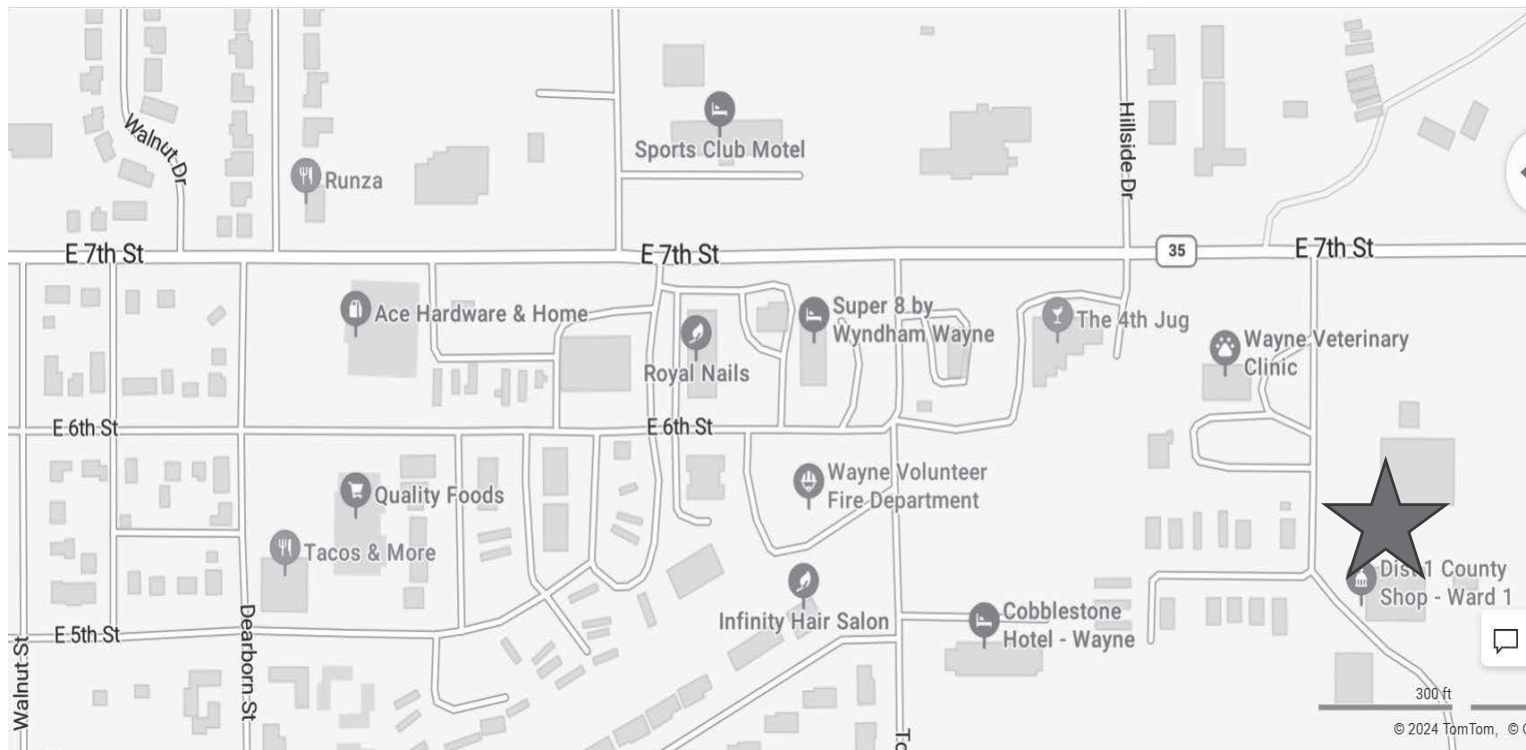 Walnut Dr
Hillside Dr
Sports Club Motel
Runza
E 7th St
E 7th St
35
E 7th St
Ace Hardware & Home
Super 8 by
Wyndham Wayne
The 4th Jug
Wayne Veterinary
Clinic
Royal Nails
E 6th St
E 6th St
Quality Foods
Wayne Volunteer
Fire Department
Tacos & More
Dist 1 County
Shop - Ward 1
Infinity Hair Salon
Cobblestone
Hotel - Wayne
E 5th St
Walnut St
Dearborn St
300 ft
© 2024 TomTom, ©